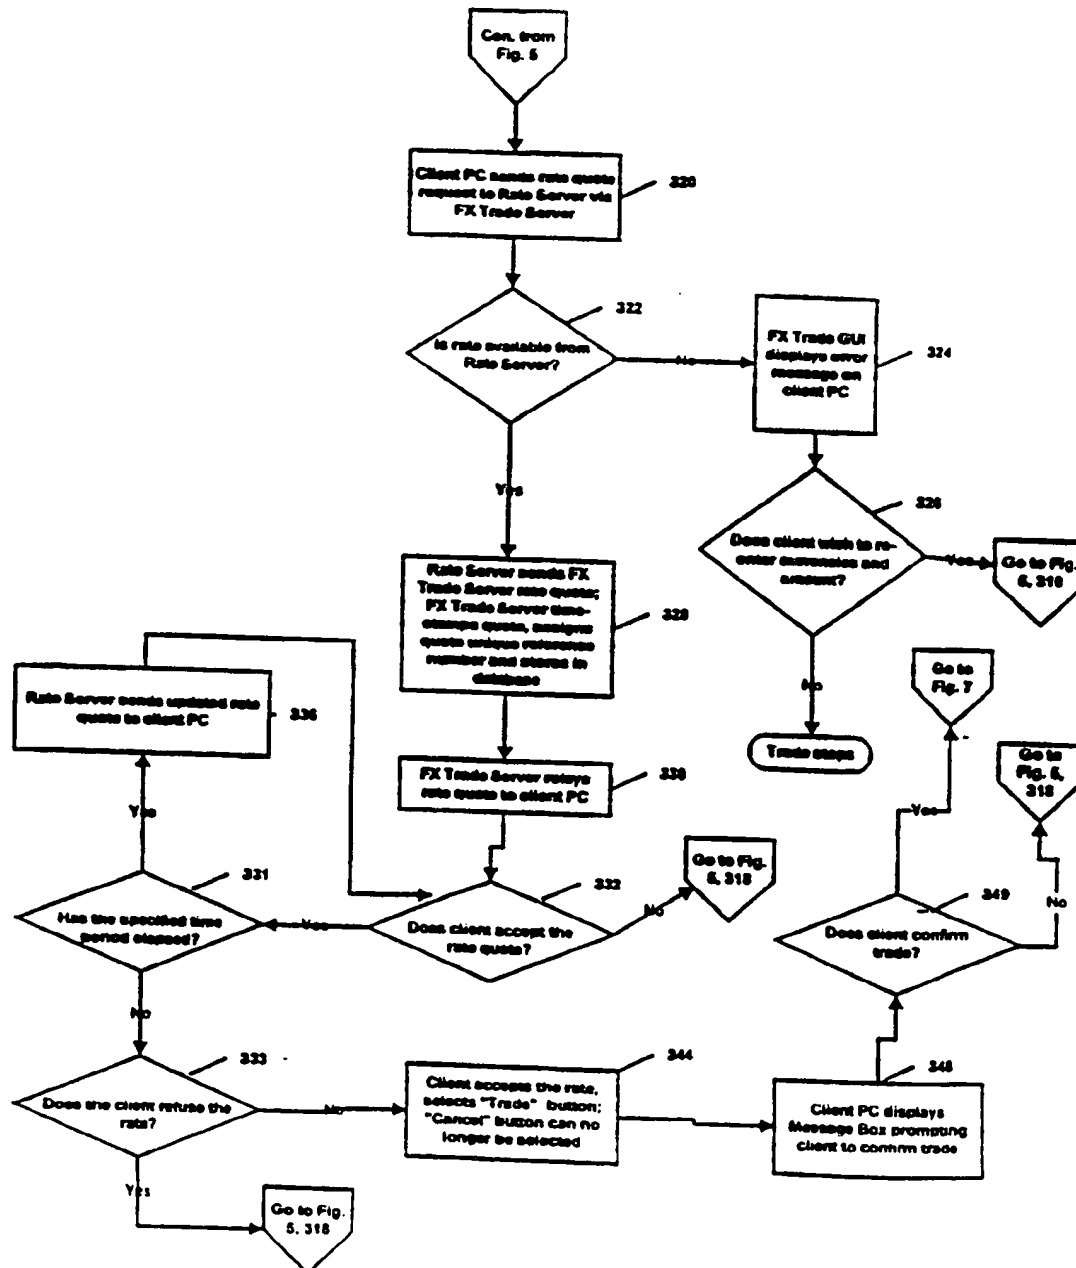 Con. from
Fig. 5
Client PC sends rate quote
request to Rate Server via
FX Trade Server
320
322
Is rate available from
Rate Server?
No
FX Trade GUI
displays error
message on
client PC
324
Yes
326
Does client wish to re-
enter currencies and
amount?
Yes
Go to Fig.
No
Trade stops
Rate Server sends FX
Trade Server rate quote;
FX Trade Server time-
stamps quote, assigns
quote unique reference
number and stores in
database
328
Rate Server sends updated rate
quote to client PC
336
FX Trade Server relays
rate quote to client PC
330
Go to
Fig. 7
Go to
Fig. 5,
318
Yes
Yes
331
Has the specified time
period elapsed?
Yes
332
Does client accept the
rate quote?
No
Go to Fig.
5, 318
349
Does client confirm
trade?
No
No
333
Does the client refuse the
rate?
No
344
Client accepts the rate,
selects "Trade" button;
"Cancel" button can no
longer be selected
Client PC displays
Message Box prompting
client to confirm trade
Yes
Go to Fig.
5, 318